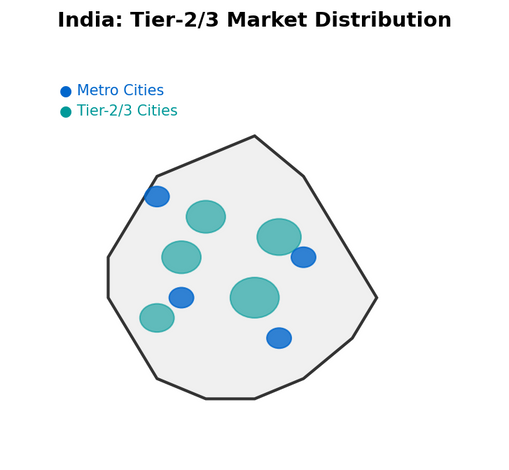 India: Tier-2/3 Market Distribution
Metro Cities
Tier-2/3 Cities